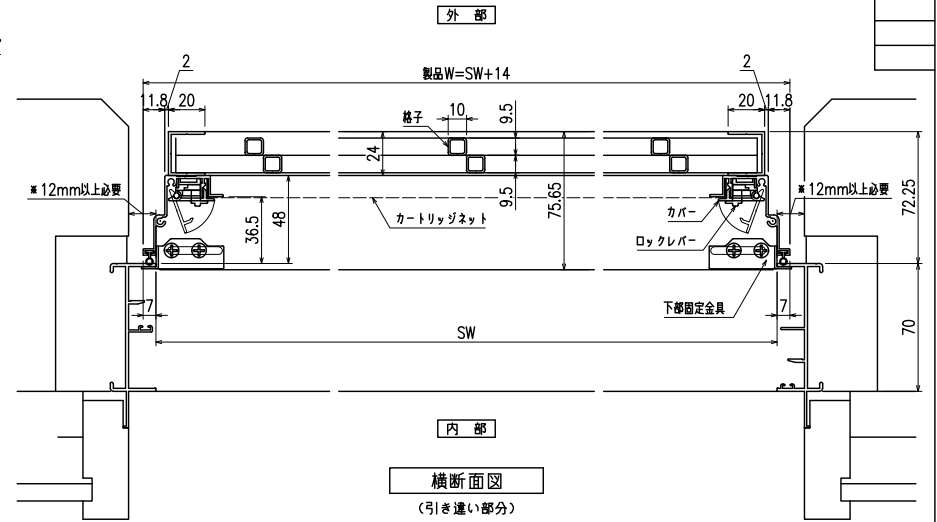 外 部
製品W=SW+14
2
2
11.8
20
20
11.8
格子
10
9.5
24
9.5
75.65
※12mm以上必要
※12mm以上必要
カートリッジネット
カバー
ロックレバー
36.5
48
72.25
下部固定金具
7
7
SW
70
内 部
横断面図
(引き違い部分)